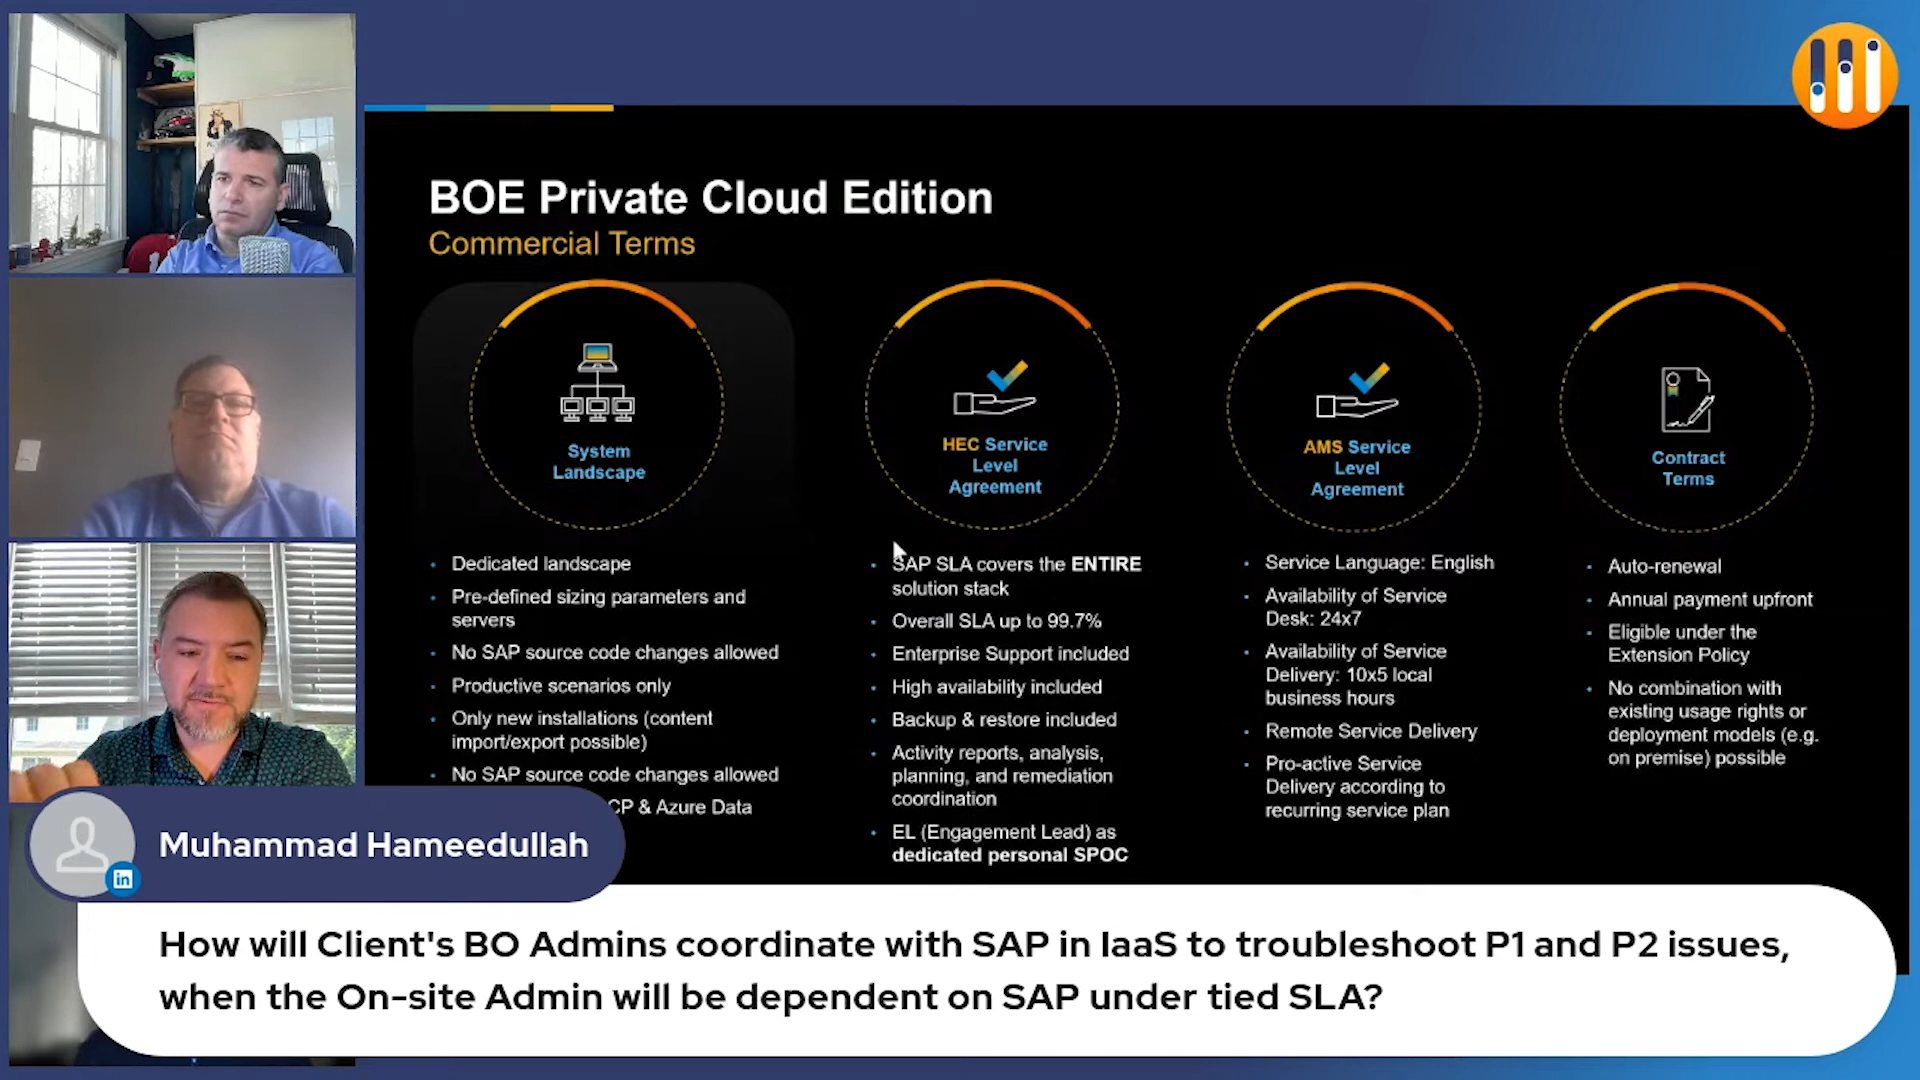 BOE Private Cloud Edition
Commercial Terms
System
Landscape
• Dedicated landscape
• Pre-defined sizing parameters and
servers
• No SAP source code changes allowed
• Productive scenarios only
• Only new installations (content
import/export possible)
• No SAP source code changes allowed
CP & Azure Data
HEC Service
Level
Agreement
• SAP SLA covers the ENTIRE
solution stack
• Overall SLA up to 99.7%
• Enterprise Support included
• High availability included
• Backup & restore included
• Activity reports, analysis,
planning, and remediation
coordination
• EL (Engagement Lead) as
dedicated personal SPOC
AMS Service
Level
Agreement
• Service Language: English
• Availability of Service
Desk: 24x7
• Availability of Service
Delivery: 10x5 local
business hours
• Remote Service Delivery
• Pro-active Service
Delivery according to
recurring service plan
Contract
Terms
• Auto-renewal
• Annual payment upfront
• Eligible under the
Extension Policy
• No combination with
existing usage rights or
deployment models (e.g.
on premise) possible
Muhammad Hameedullah
in
How will Client's BO Admins coordinate with SAP in IaaS to troubleshoot P1 and P2 issues,
when the On-site Admin will be dependent on SAP under tied SLA?